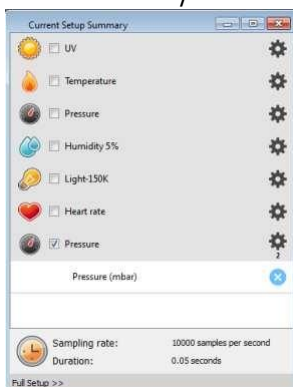 Current Setup Summary
UV
Temperature
Pressure
Humidity 5%
Light-150K
Heart rate
Pressure
2
Pressure (mbar)
Sampling rate: 10000 samples per second
Duration: 0.05 seconds
Full Setup >>